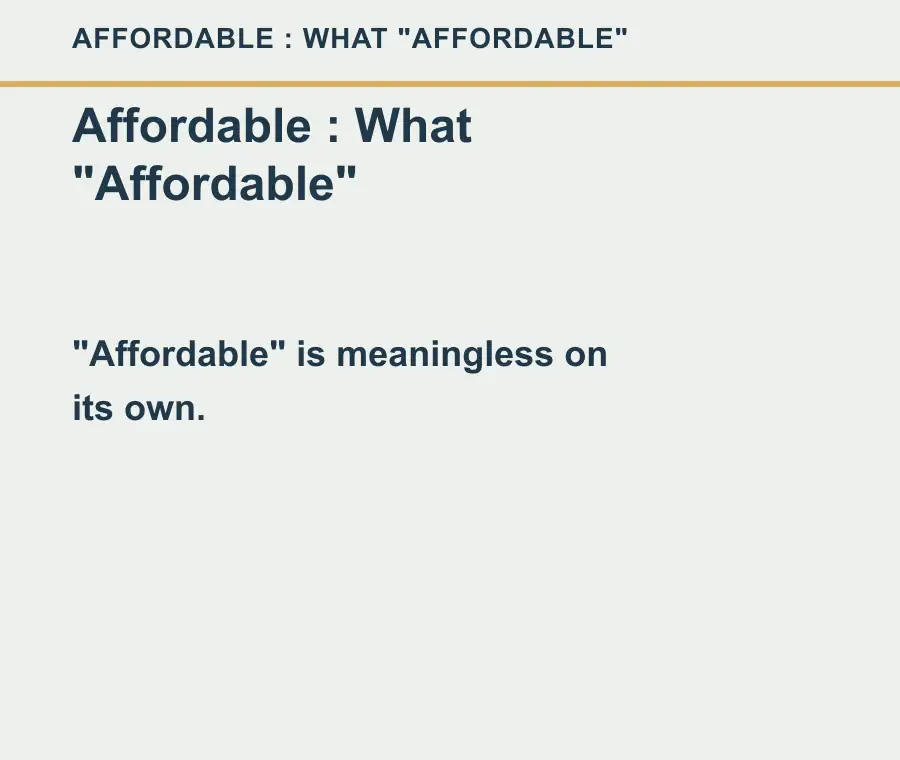 AFFORDABLE : WHAT "AFFORDABLE"
Affordable : What
"Affordable"
"Affordable" is meaningless on
its own.